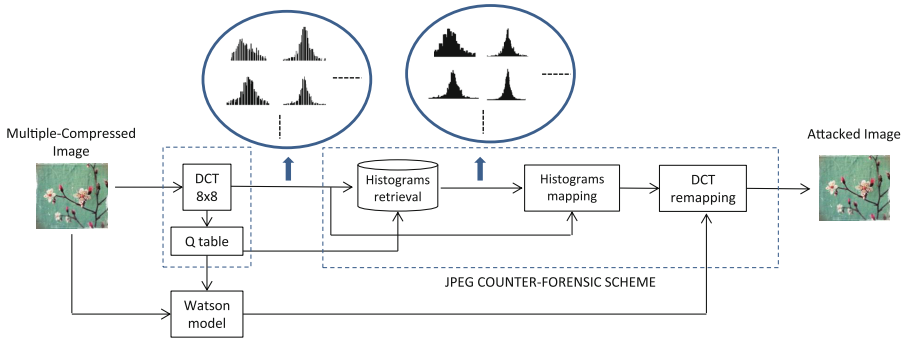 Multiple-Compressed
Image
DCT
8x8
Q table
Watson
model
Histograms
retrieval
Histograms
mapping
DCT
remapping
Attacked Image
JPEG COUNTER-FORENSIC SCHEME